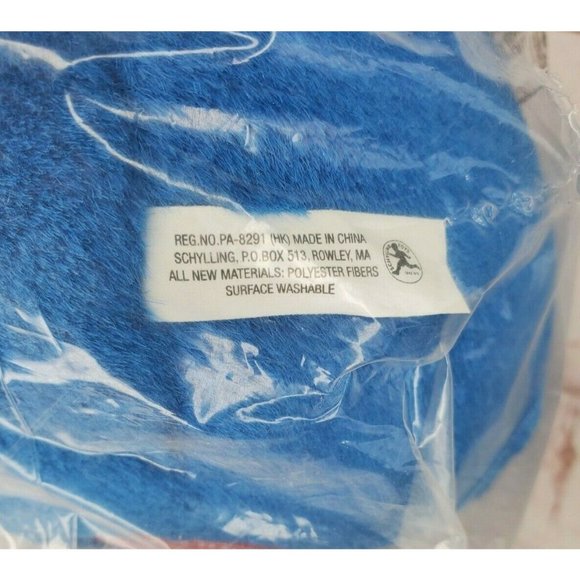 REG.NO.PA-8291 (HK) MADE IN CHINA
SCHYLLING, P.O.BOX 513, ROWLEY, MA
ALL NEW MATERIALS: POLYESTER FIBERS
SURFACE WASHABLE